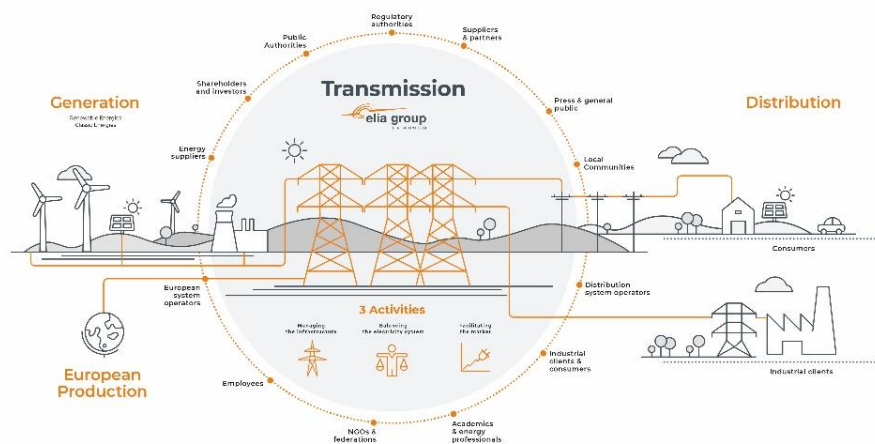 Regulatory
authorities
Public
Authorities
Suppliers
& partners
Shareholders
and investors
Transmission
elia group
Press & general
public
Generation
Renewable Energies
Classic Energies
Distribution
Energy
suppliers
Local
Communities
Consumers
European
system
operators
Distribution
system operators
3 Activities
Managing
the infrastructure
Balancing
the electricity system
Facilitating
the market
European
Production
Employees
Industrial
clients &
consumers
Industrial clients
NGOs &
federations
Academics
& energy
professionals